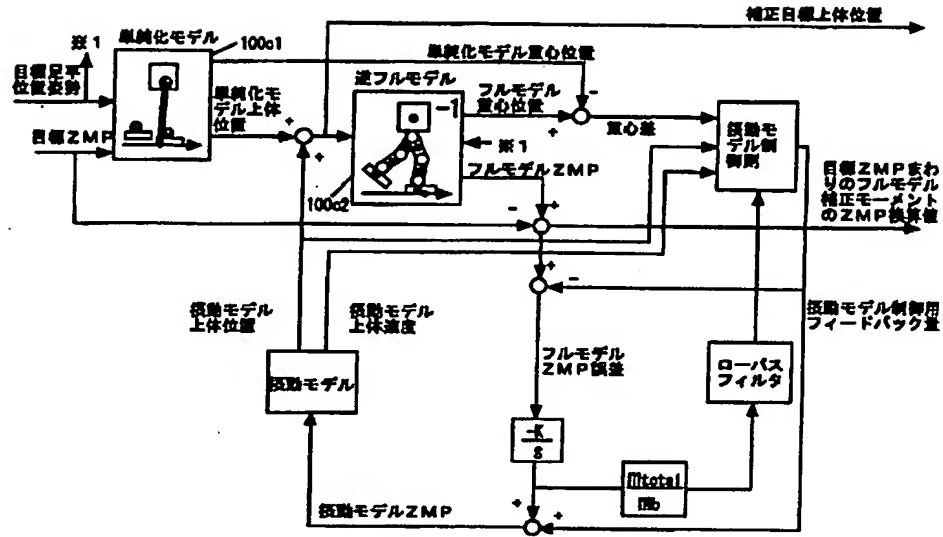 補正目標上体位置
※1
単純化モデル
100c1
単純化モデル重心位置
目標足平
位置姿勢
単純化モ
デル上体
位置
逆フルモデル
フルモデル
重心位置
-1
-
+
重心差
摂動モ
デル制
御則
目標ZMP
+
+
※1
フルモデルZMP
100c2
-
+
目標ZMPまわ
りのフルモデル
補正モーメント
のZMP換算値
+
-
摂動モデル
上体位置
摂動モデル
上体速度
摂動モデル制御用
フィードバック量
フルモデル
ZMP誤差
ローパス
フィルタ
摂動モデル
-K
s
mtotal
mb
摂動モデルZMP
+
+